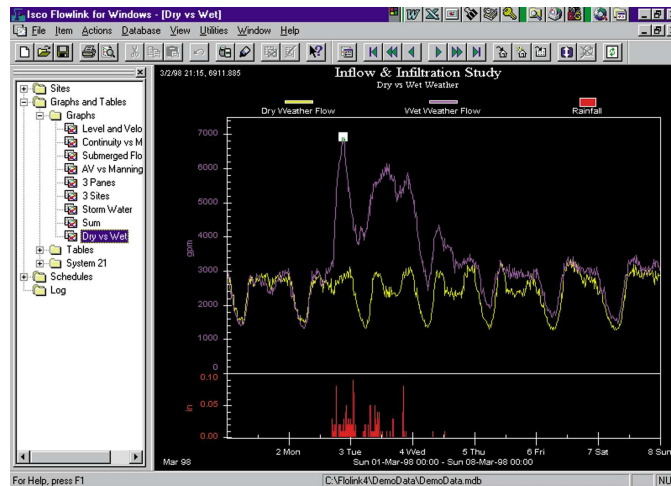 Isco Flowlink for Windows - [Dry vs Wet]
File Item Actions Database View Utilities Window Help
Sites
Graphs and Tables
Graphs
Level and Velo
Continuity vs M
Submerged Flo
AV vs Manning
3 Panes
3 Sites
Storm Water
Sum
Dry vs Wet
Tables
System 21
Schedules
Log
3/2/98 21:15, 6911.885
Inflow & Infiltration Study
Dry vs Wet Weather
Dry Weather Flow Wet Weather Flow Rainfall
7000
6000
5000
4000
gpm
3000
2000
1000
0
0.10
in
0.05
0.00
2 Mon 3 Tue 4 Wed 5 Thu 6 Fri 7 Sat 8 Sun
Mar 98 Sun 01-Mar-98 00:00 - Sun 08-Mar-98 00:00
For Help, press F1 C:\Flolink4\DemoData\DemoData.mdb